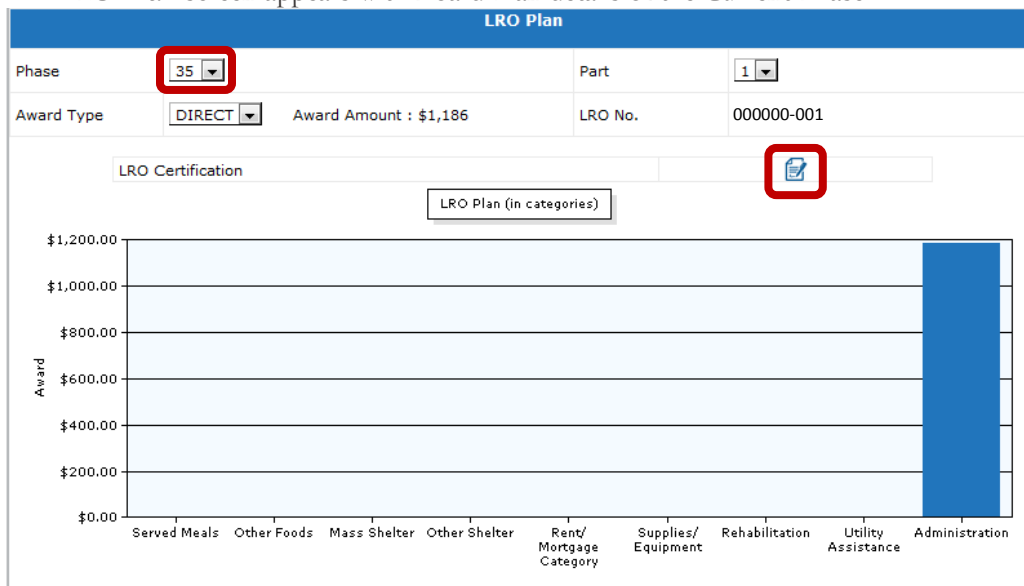 LRO Plan
Phase 35 Part 1
Award Type DIRECT Award Amount : $1,186 LRO No. 000000-001
LRO Certification
LRO Plan (in categories)
$1,200.00
$1,000.00
$800.00
$600.00
$400.00
$200.00
$0.00
Award
Served Meals Other Foods Mass Shelter Other Shelter Rent/ Supplies/ Rehabilitation Utility Administration
Mortgage Equipment Assistance
Category